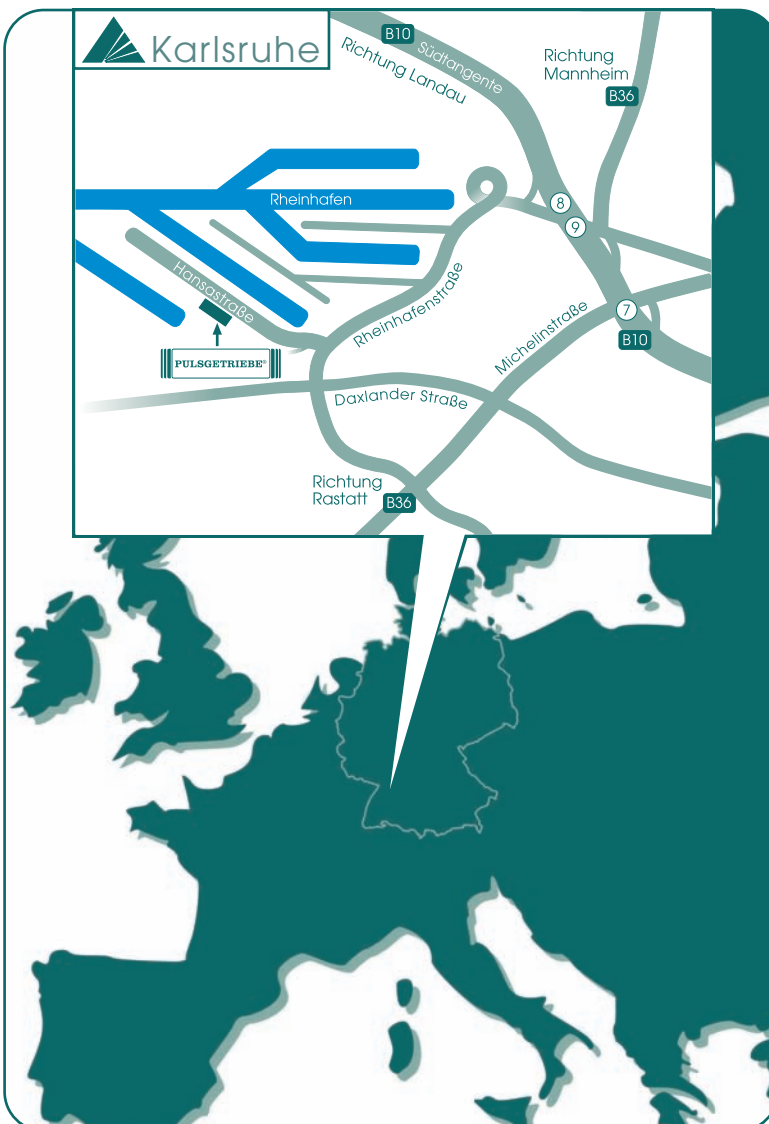 Karlsruhe
B10
Südtangente
Richtung Landau
Richtung
Mannheim
B36
Rheinhafen
8
9
Hansastraße
Rheinhafenstraße
7
Michelinstraße
B10
PULSGETRIEBE®
Daxlander Straße
Richtung
Rastatt
B36